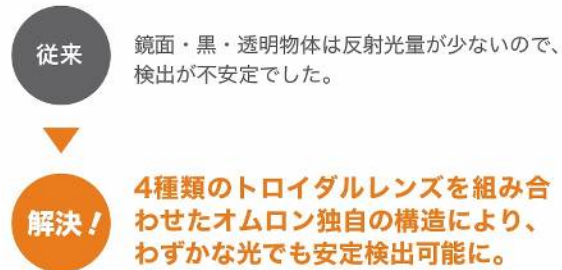 従来
鏡面・黒・透明物体は反射光量が少ないので、
検出が不安定でした。
解決!
4種類のトロイダルレンズを組み合
わせたオムロン独自の構造により、
わずかな光でも安定検出可能に。